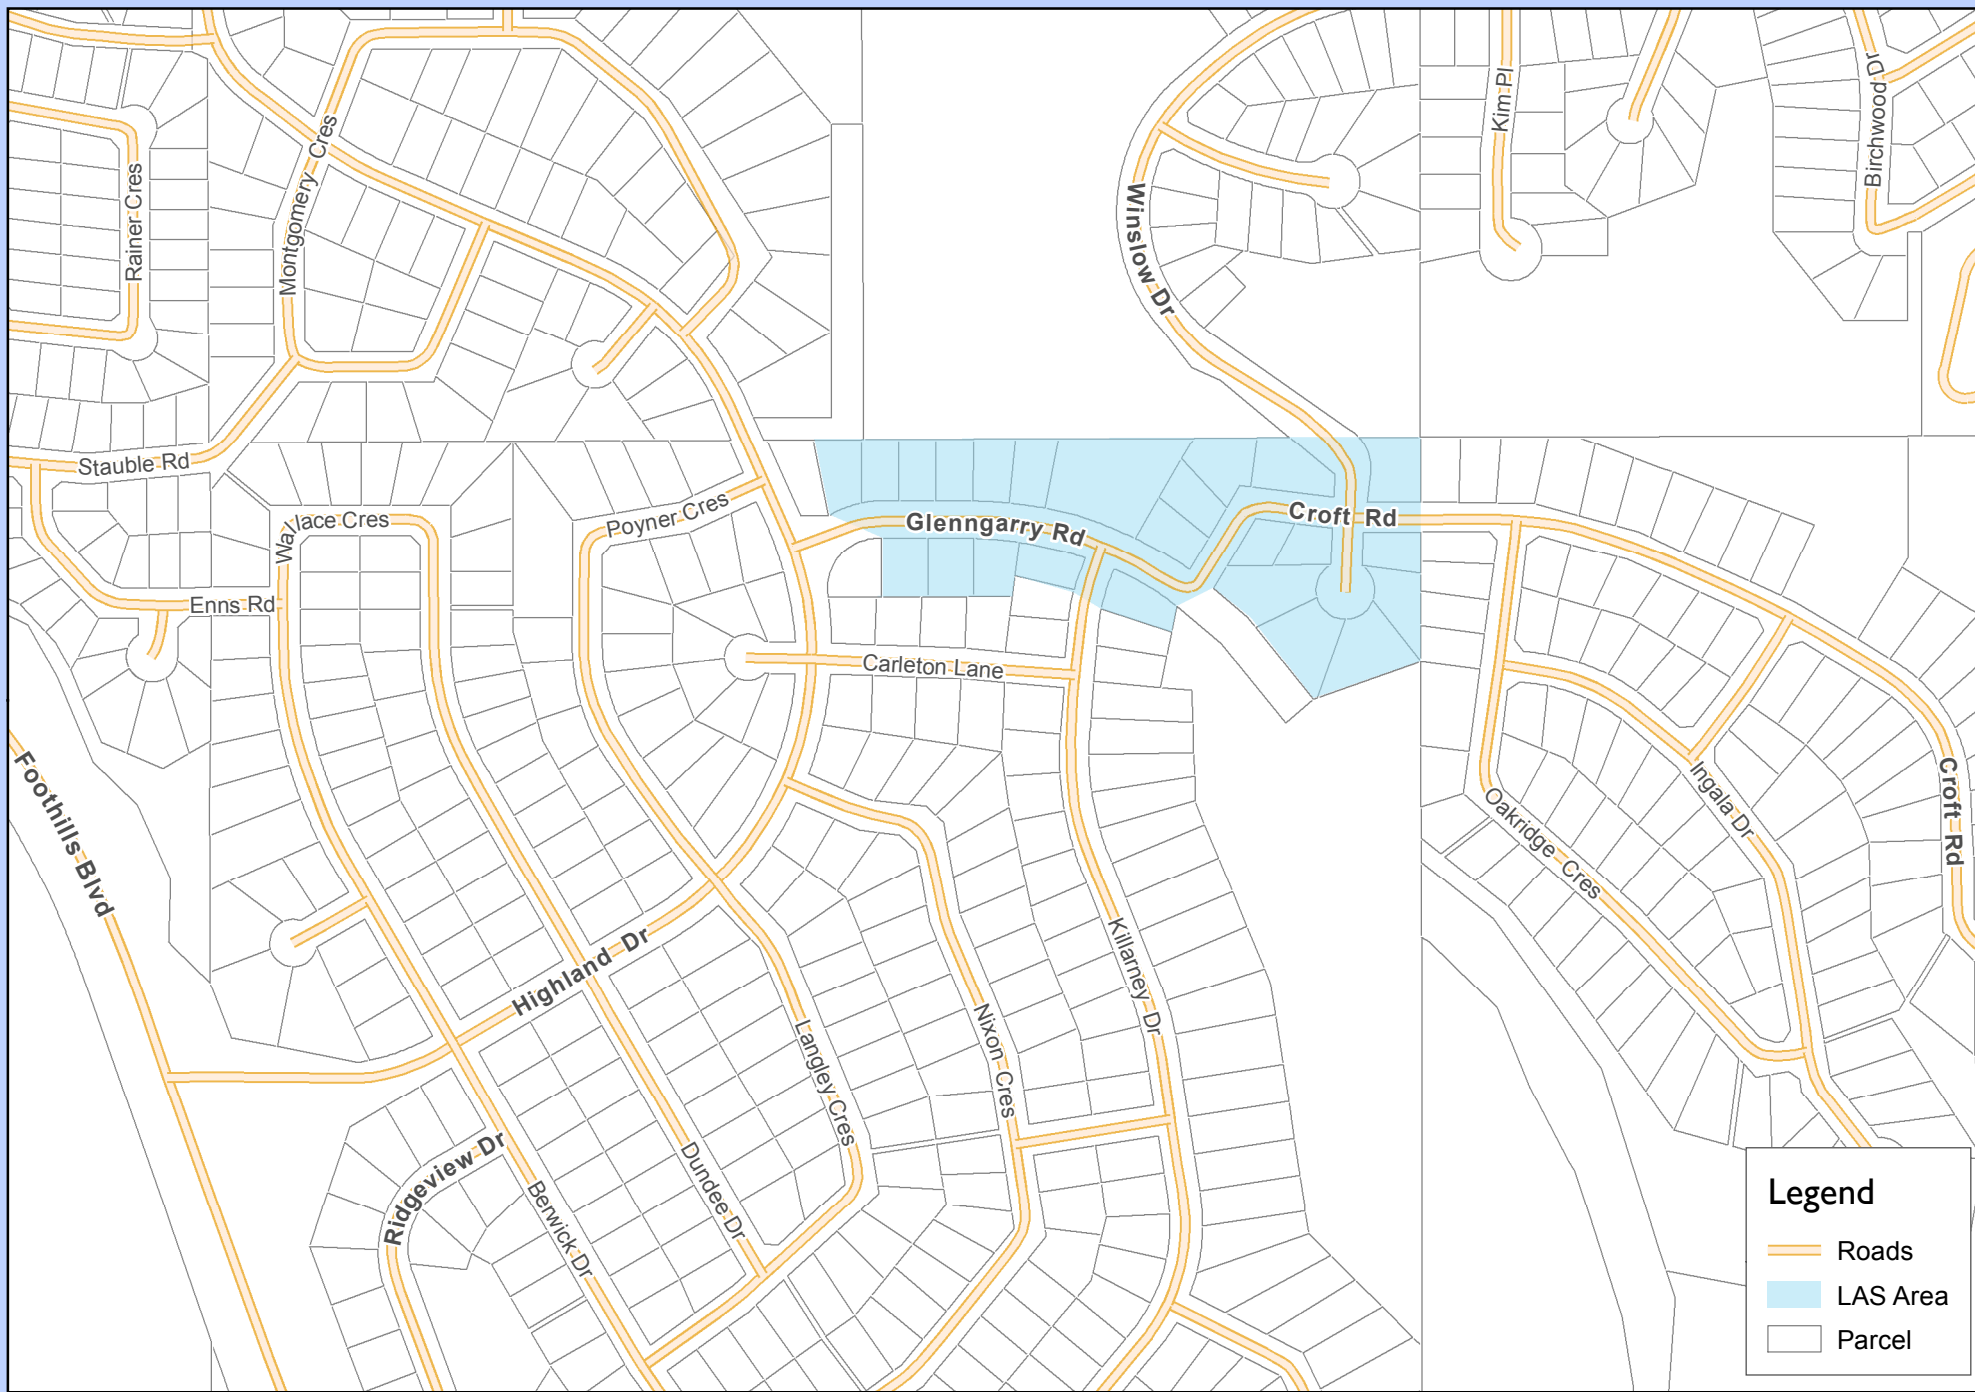 Kim Pl
Birchwood Dr
Montgomery Cres
Rainer Cres
Winslow Dr
Stauble Rd
Wallace Cres
Poyner Cres
Glenngarry Rd
Croft Rd
Enns Rd
Carleton Lane
Foothills Blvd
Ingala Dr
Croft Rd
Oakridge Cres
Highland Dr
Killarney Dr
Nixon Cres
Langley Cres
Ridgeview Dr
Berwick Dr
Dundee Dr
Legend
Roads
LAS Area
Parcel